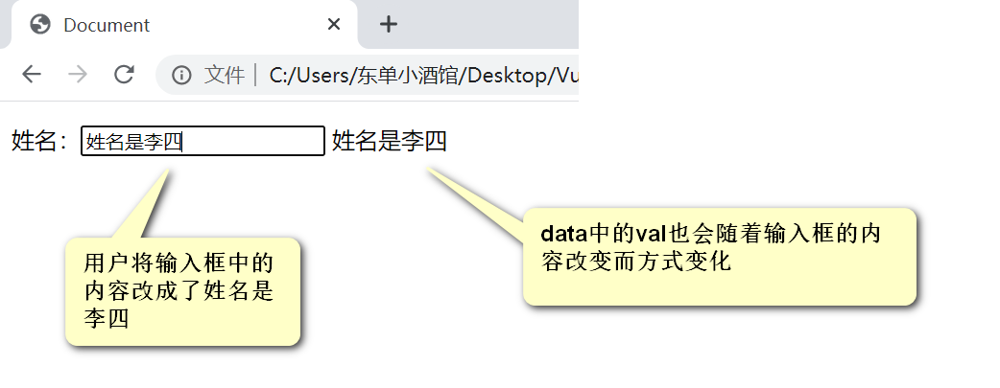 Document
文件 C:/Users/东单小酒馆/Desktop/Vu
姓名： 姓名是李四 姓名是李四
data中的val也会随着输入框的内
容改变而方式变化
用户将输入框中的
内容改成了姓名是
李四